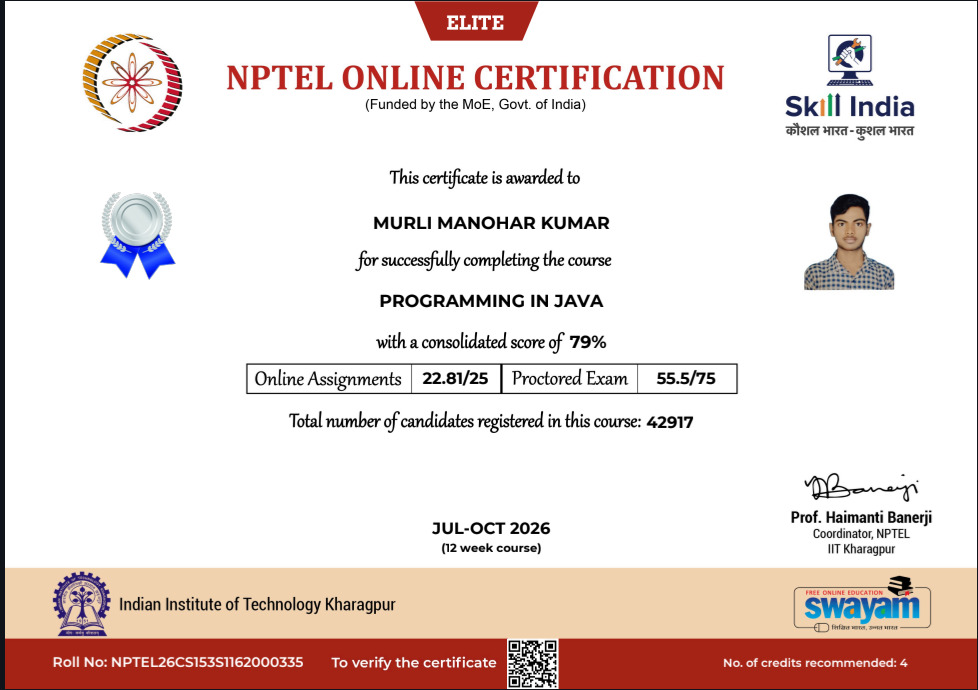 ELITE
NPTEL ONLINE CERTIFICATION
(Funded by the MoE, Govt. of India)
Skill India
कौशल भारत - कुशल भारत
This certificate is awarded to
MURLI MANOHAR KUMAR
for successfully completing the course
PROGRAMMING IN JAVA
with a consolidated score of 79%
Online Assignments 22.81/25 Proctored Exam 55.5/75
Total number of candidates registered in this course: 42917
Prof. Haimanti Banerji
Coordinator, NPTEL
IIT Kharagpur
JUL-OCT 2026
(12 week course)
Indian Institute of Technology Kharagpur
FREE ONLINE EDUCATION
swayam
शिक्षित भारत, उन्नत भारत
Roll No: NPTEL26CS153S1162000335 To verify the certificate No. of credits recommended: 4